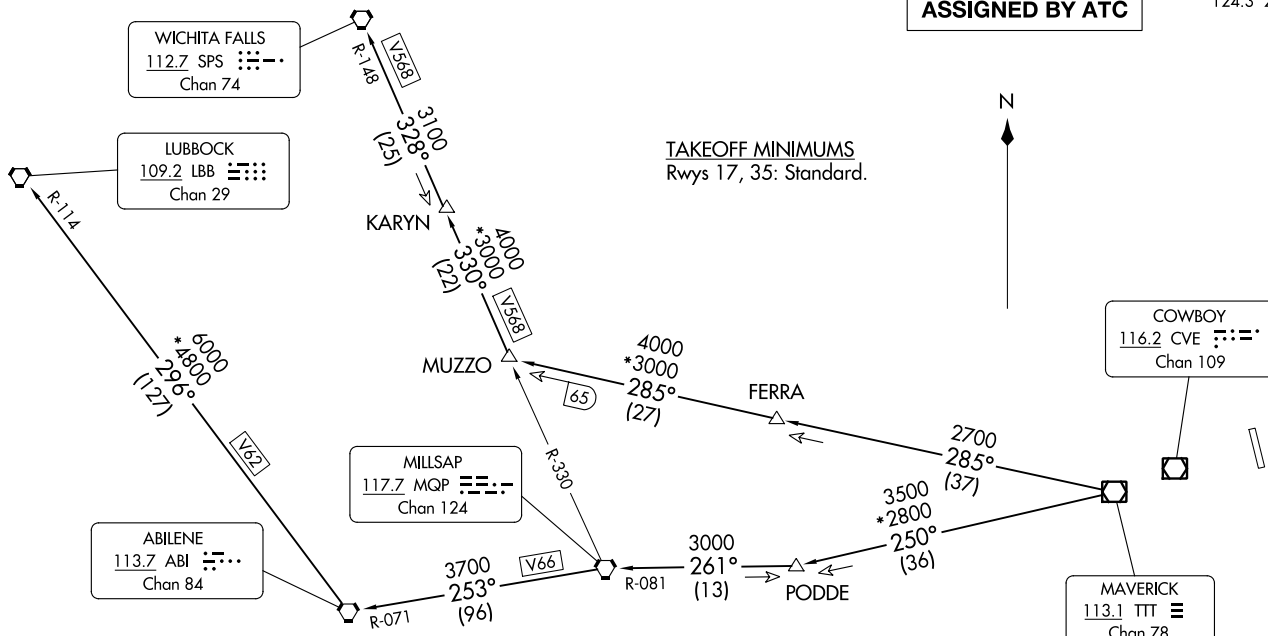 ASSIGNED BY ATC
WICHITA FALLS
112.7 SPS
Chan 74
R-148
V568
3100
328°
(25)
N
LUBBOCK
109.2 LBB
Chan 29
R-114
TAKEOFF MINIMUMS
Rwys 17, 35: Standard.
KARYN
4000
*3000
330°
(22)
V568
COWBOY
116.2 CVE
Chan 109
6000
*4800
296°
(127)
V62
MUZZO
4000
*3000
285°
(27)
65
FERRA
2700
285°
(37)
MILLSAP
117.7 MQP
Chan 124
R-330
3500
*2800
250°
(36)
ABILENE
113.7 ABI
Chan 84
R-071
3700
V66
253°
(96)
R-081
3000
261°
(13)
PODDE
MAVERICK
113.1 TTT
Chan 78